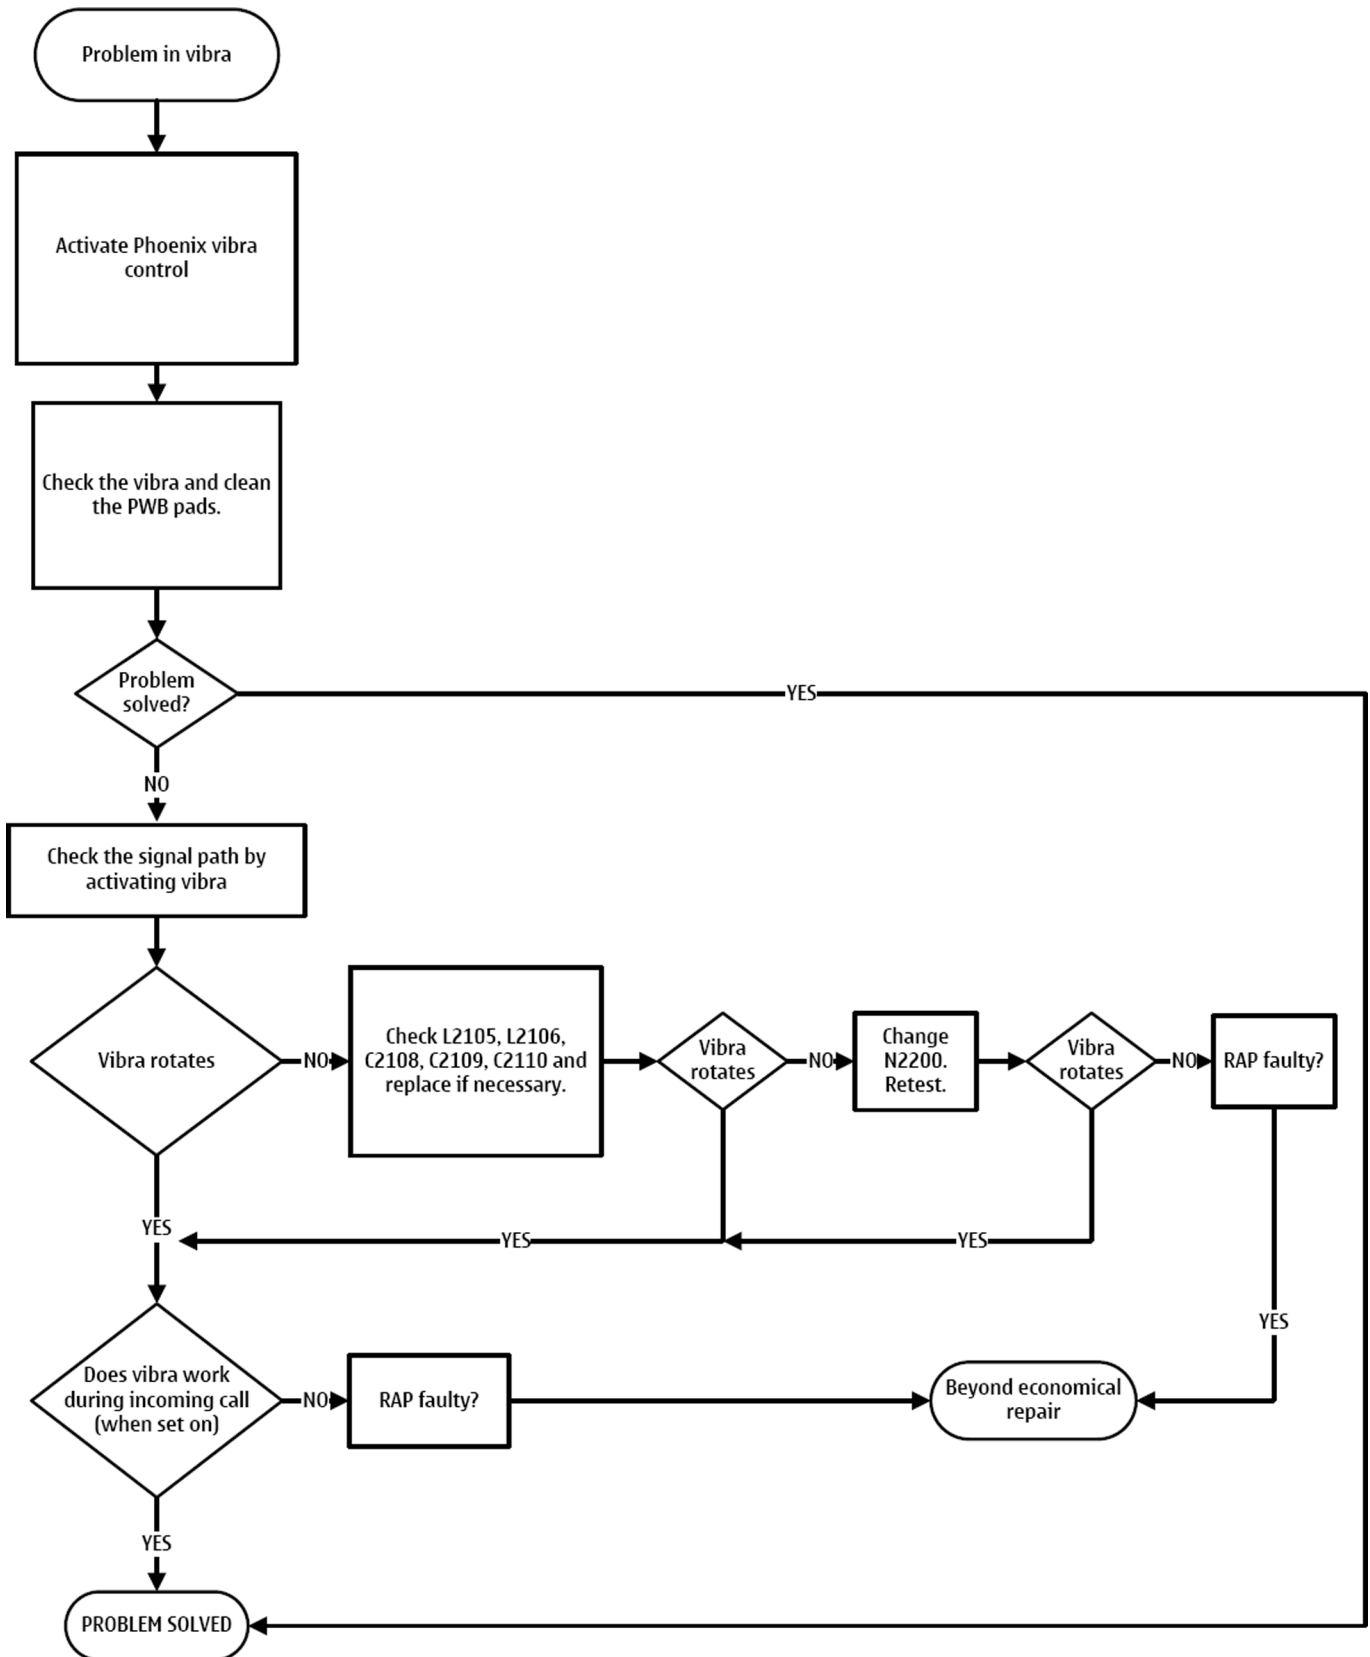 Problem in vibra
Activate Phoenix vibra
control
Check the vibra and clean
the PWB pads.
Problem
solved?
YES
NO
Check the signal path by
activating vibra
Vibra rotates
NO
Check L2105, L2106,
C2108, C2109, C2110 and
replace if necessary.
Vibra
rotates
NO
Change
N2200.
Retest.
Vibra
rotates
NO
RAP faulty?
YES
YES
YES
YES
Does vibra work
during incoming call
(when set on)
NO
RAP faulty?
Beyond economical
repair
YES
PROBLEM SOLVED